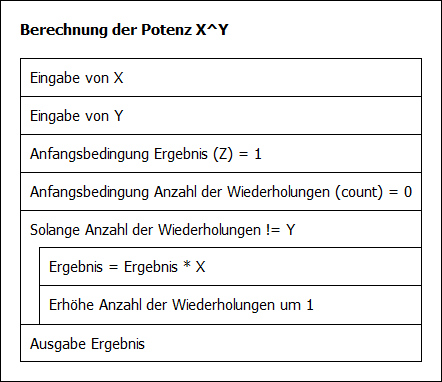 Berechnung der Potenz X^Y
Eingabe von X
Eingabe von Y
Anfangsbedingung Ergebnis (Z) = 1
Anfangsbedingung Anzahl der Wiederholungen (count) = 0
Solange Anzahl der Wiederholungen != Y
Ergebnis = Ergebnis * X
Erhöhe Anzahl der Wiederholungen um 1
Ausgabe Ergebnis